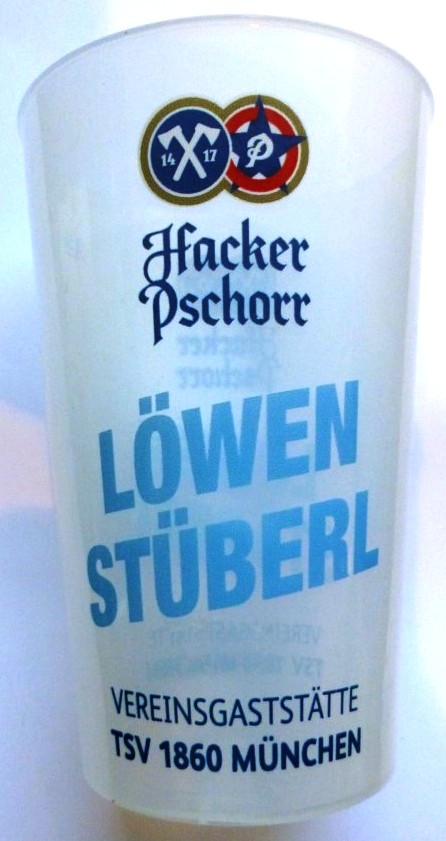 14 17 P
Hacker
Pschorr
LÖWEN
STÜBERL
VEREINSGASTSTÄTTE
TSV 1860 MÜNCHEN